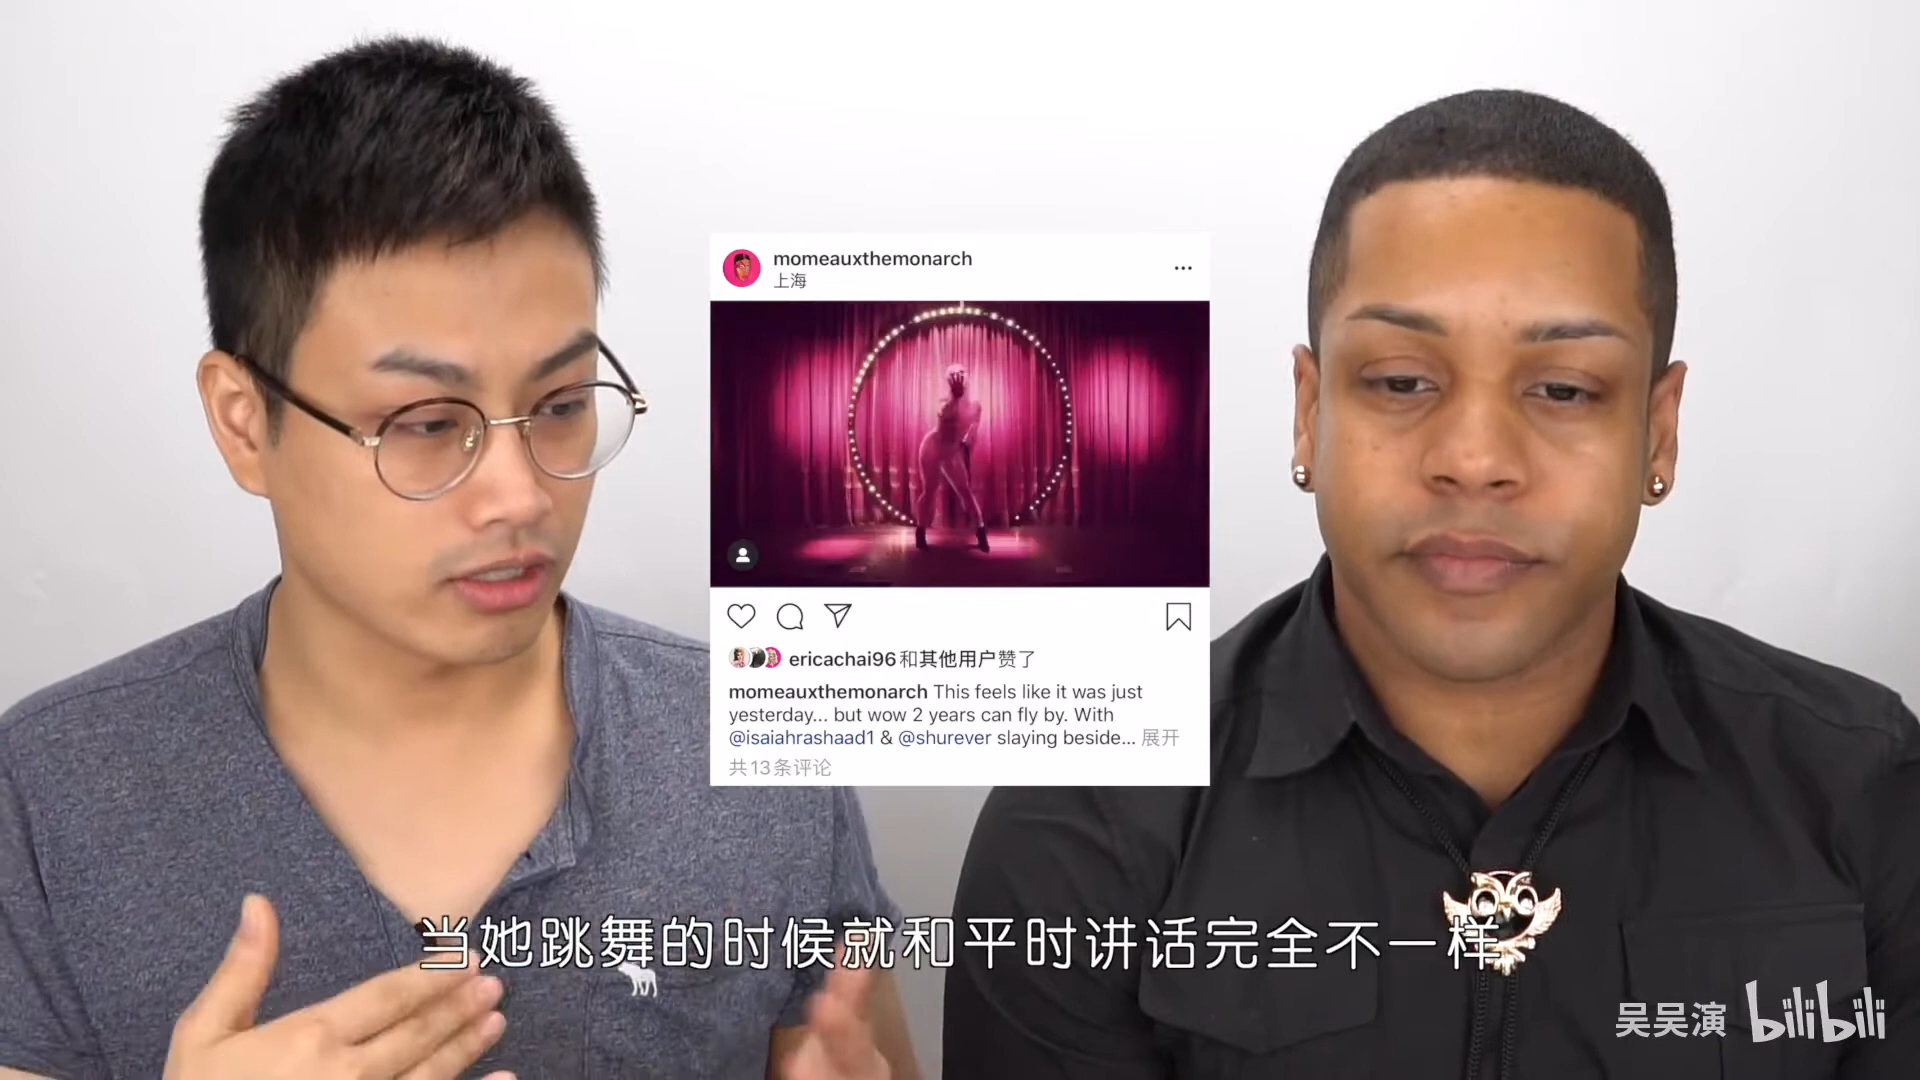 momeauxthemonarch
上海
ericachai96和其他用户赞了
momeauxthemonarch This feels like it was just
yesterday... but wow 2 years can fly by. With
@isaiahrashaad1 & @shurever slaying beside... 展开
共13条评论
当她跳舞的时候就和平时讲话完全不一样
吴吴演 bilibili